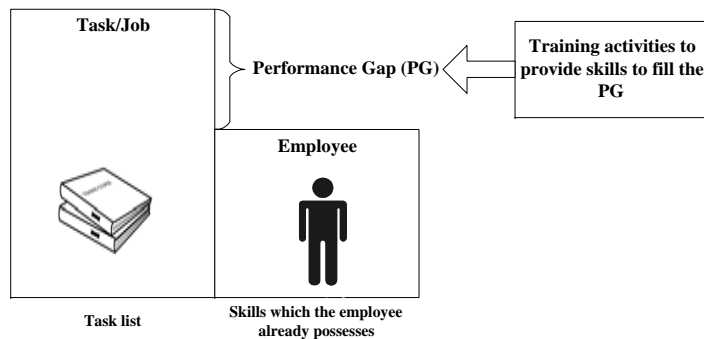 Task/Job
Performance Gap (PG)
Training activities to
provide skills to fill the
PG
Employee
Task list
Skills which the employee
already possesses